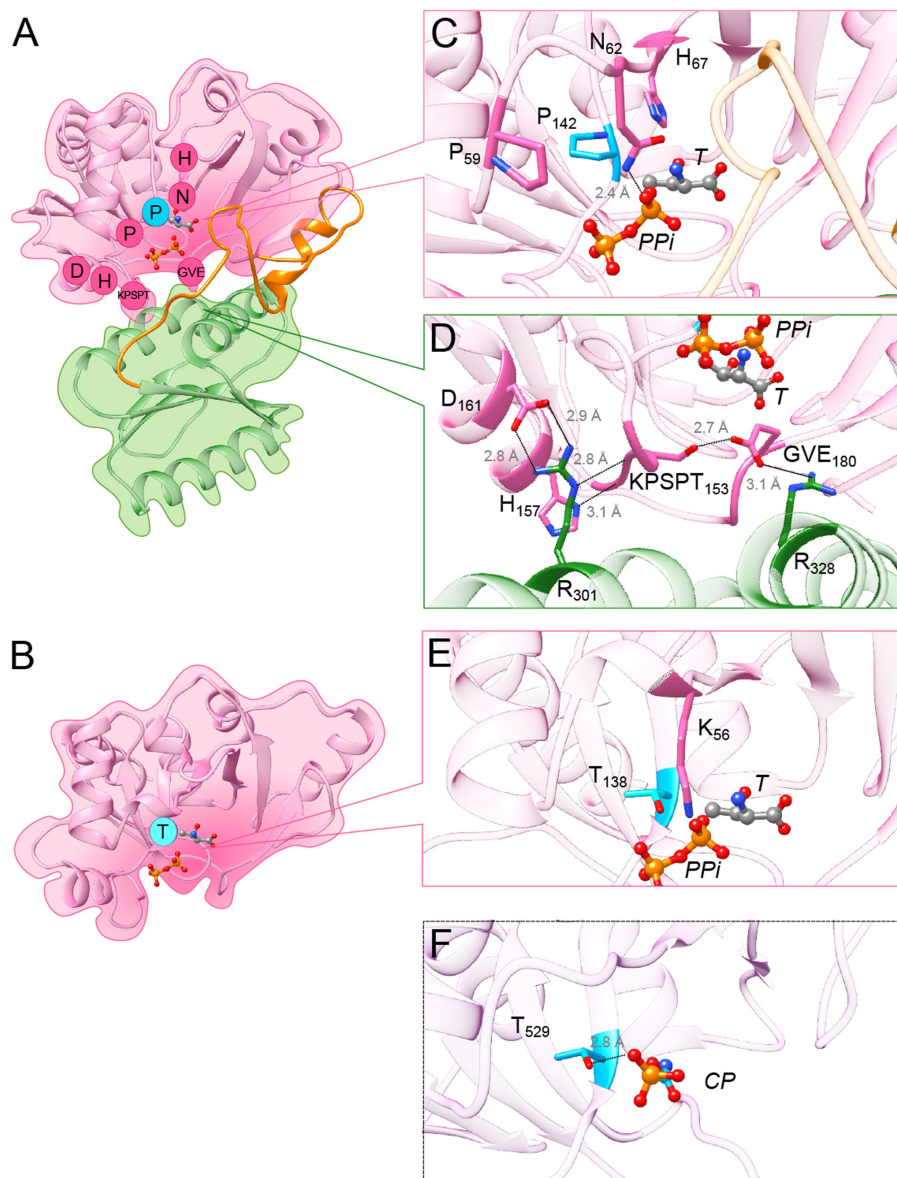 A
H
N
P
P
D
H
KPSPT
GVE
C
N62
H67
P142
P59
T
2.4 Å
PPi
D
PPi
T
D161
2.9 Å
2.7 Å
2.8 Å
2.8 Å
GVE180
KPSPT153
H157
3.1 Å
3.1 Å
R328
R301
B
T
E
K56
T138
T
PPi
F
T529
2.8 Å
CP